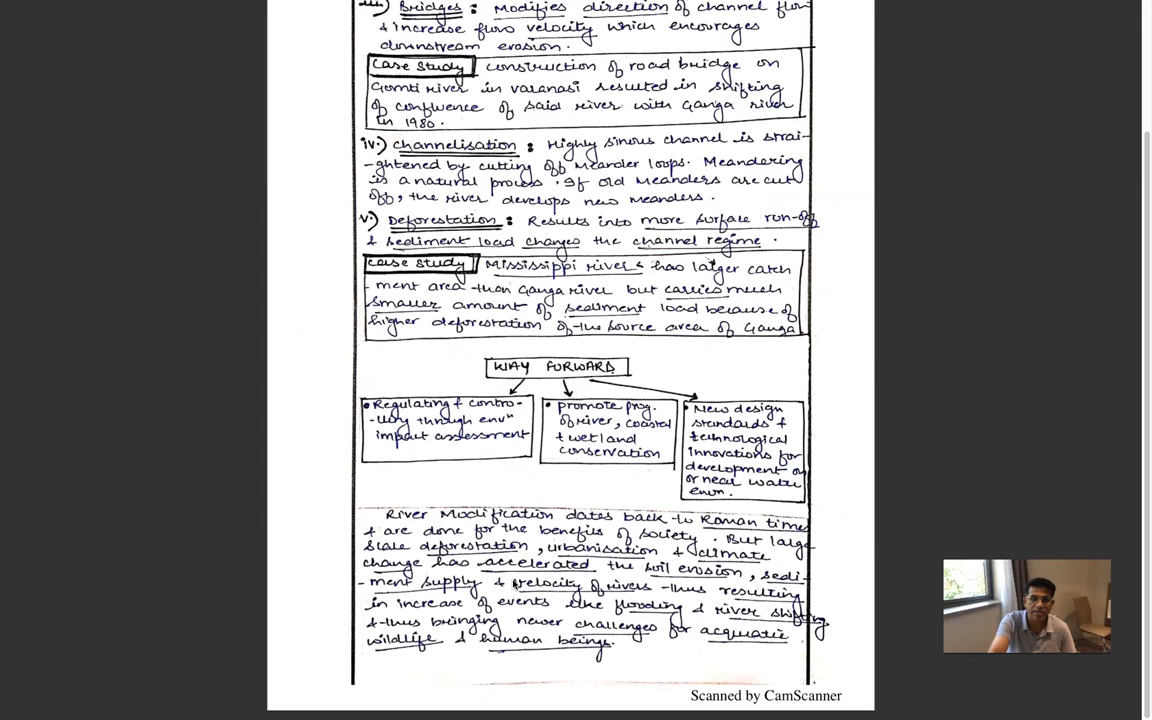 iii.) Bridges : Modifies direction of channel flow
& increase flow velocity which encourages
downstream erosion.
Case Study construction of road bridge on
Gomti river in varanasi resulted in shifting
of confluence of said river with Ganga river
in 1980.
iv.) channelisation : Highly sinous channel is strai-
-ghtened by cutting off meander loops. Meandering
is a natural process. If old Meanders are cut
off, the river develops new meanders.
v.) Deforestation : Results into more surface run-off
& sediment load changes the channel regime.
Case Study Mississippi river has larger catch
-ment area than Ganga river but carries much
smaller amount of sediment load because of
higher deforestation of the source area of Ganga
WAY FORWARD
• Regulating & contro-
-lling through envn
impact assessment
• promote prog.
of river, coastal
+ wetland
conservation
• New design
standards &
technological
innovations for
development on
or near water
envn.
River Modification dates back to Roman times
& are done for the benefits of society. But large
scale deforestation, urbanisation & climate
change has accelerated the soil erosion, sedi-
-ment supply & velocity of rivers thus resulting
in increase of events like flooding & river shifting
& thus bringing newer challenges for acquatic
wildlife & human beings.
Scanned by CamScanner